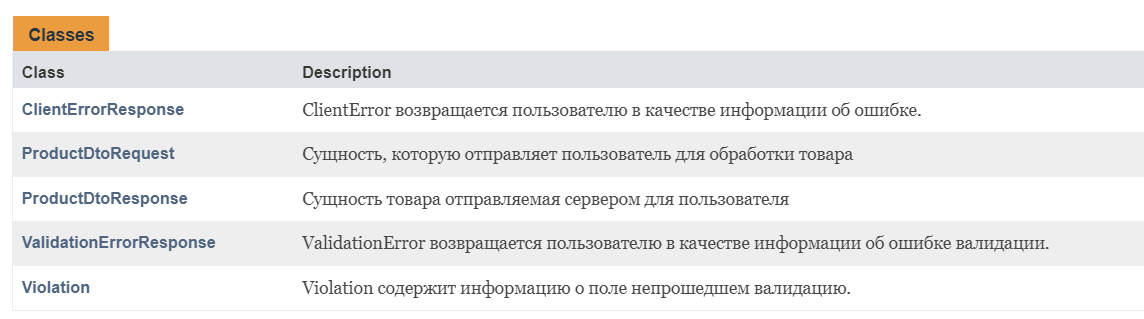 Classes
Class Description
ClientErrorResponse ClientError возвращается пользователю в качестве информации об ошибке.
ProductDtoRequest Сущность, которую отправляет пользователь для обработки товара
ProductDtoResponse Сущность товара отправляемая сервером для пользователя
ValidationErrorResponse ValidationError возвращается пользователю в качестве информации об ошибке валидации.
Violation Violation содержит информацию о поле непрошедшем валидацию.